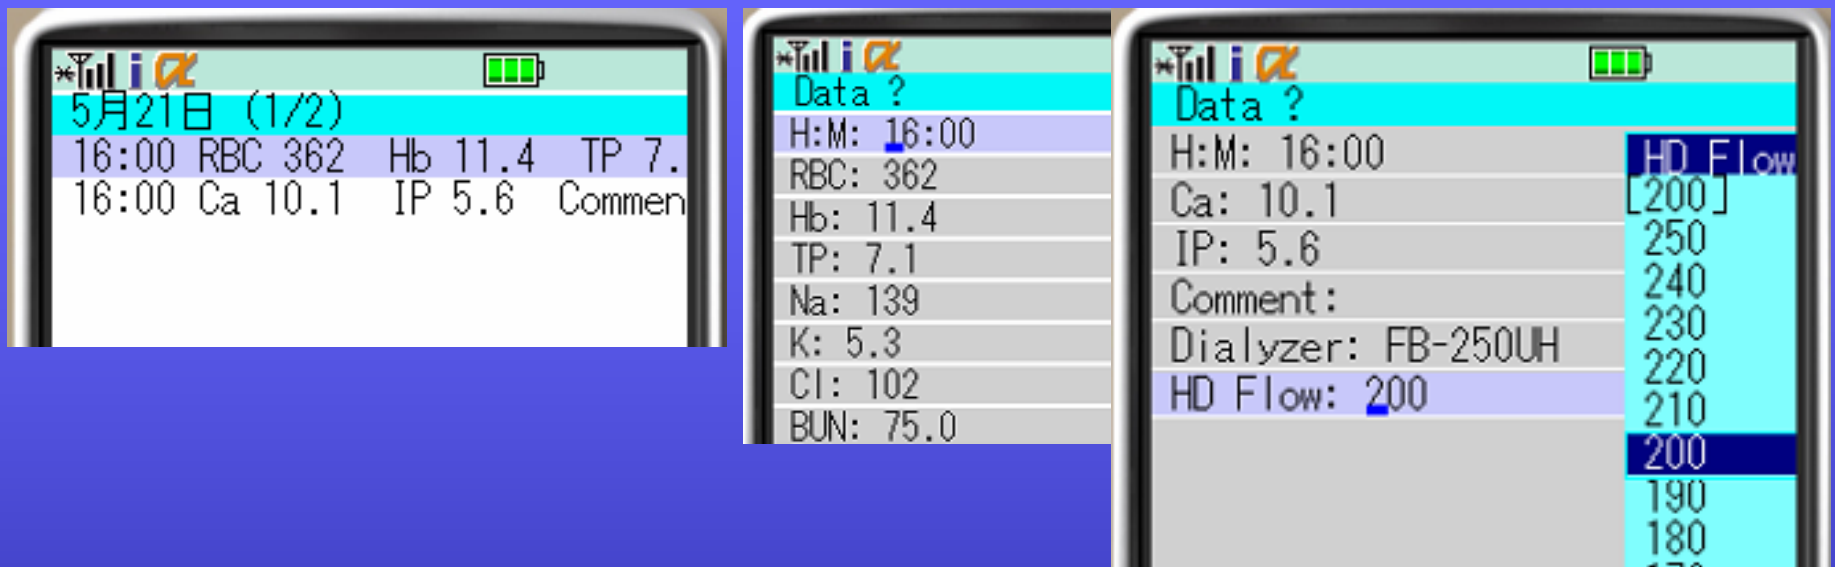 i α
5月21日 (1/2)
16:00 RBC 362 Hb 11.4 TP 7.
16:00 Ca 10.1 IP 5.6 Commen
i α
Data ?
H:M: 16:00
RBC: 362
Hb: 11.4
TP: 7.1
Na: 139
K: 5.3
Cl: 102
BUN: 75.0
i α
Data ?
H:M: 16:00
Ca: 10.1
IP: 5.6
Comment:
Dialyzer: FB-250UH
HD Flow: 200
HD Flow
[200]
250
240
230
220
210
200
190
180